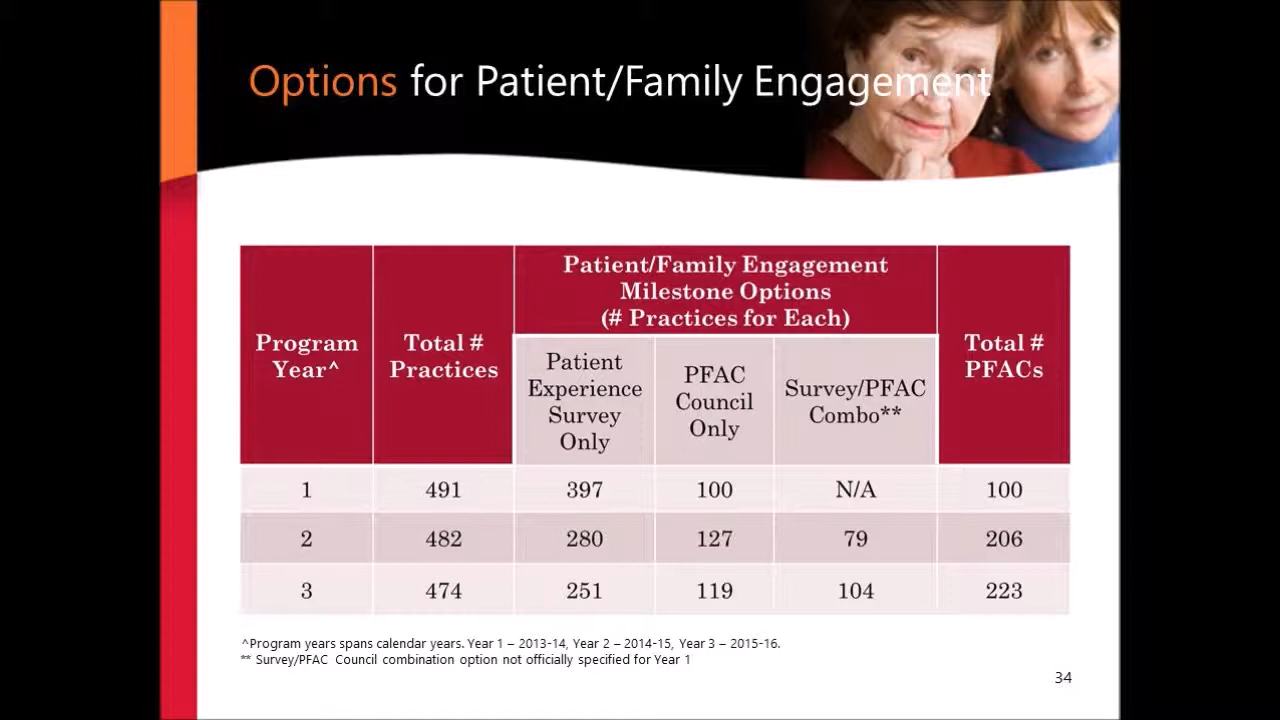 Options for Patient/Family Engagement
Program
Year^
Total #
Practices
Patient/Family Engagement
Milestone Options
(# Practices for Each)
Total #
PFACs
Patient
Experience
Survey
Only
PFAC
Council
Only
Survey/PFAC
Combo**
1 491 397 100 N/A 100
2 482 280 127 79 206
3 474 251 119 104 223
^Program years spans calendar years. Year 1 – 2013-14, Year 2 – 2014-15, Year 3 – 2015-16.
** Survey/PFAC Council combination option not officially specified for Year 1
34